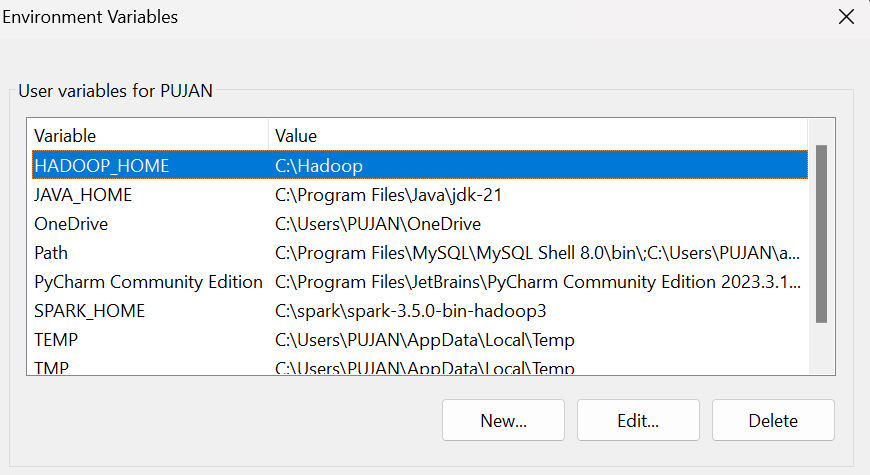 Environment Variables
User variables for PUJAN
Variable Value
HADOOP_HOME C:\Hadoop
JAVA_HOME C:\Program Files\Java\jdk-21
OneDrive C:\Users\PUJAN\OneDrive
Path C:\Program Files\MySQL\MySQL Shell 8.0\bin\;C:\Users\PUJAN\a...
PyCharm Community Edition C:\Program Files\JetBrains\PyCharm Community Edition 2023.3.1...
SPARK_HOME C:\spark\spark-3.5.0-bin-hadoop3
TEMP C:\Users\PUJAN\AppData\Local\Temp
TMP C:\Users\PUJAN\AppData\Local\Temp
New... Edit... Delete